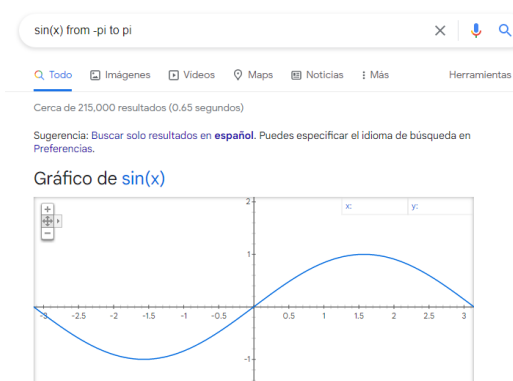 sin(x) from -pi to pi
Todo Imágenes Vídeos Maps Noticias Más Herramientas
Cerca de 215,000 resultados (0.65 segundos)
Sugerencia: Buscar solo resultados en español. Puedes especificar el idioma de búsqueda en
Preferencias.
Gráfico de sin(x)
x: y:
2
1
-3 -2.5 -2 -1.5 -1 -0.5 0 0.5 1 1.5 2 2.5 3
-1